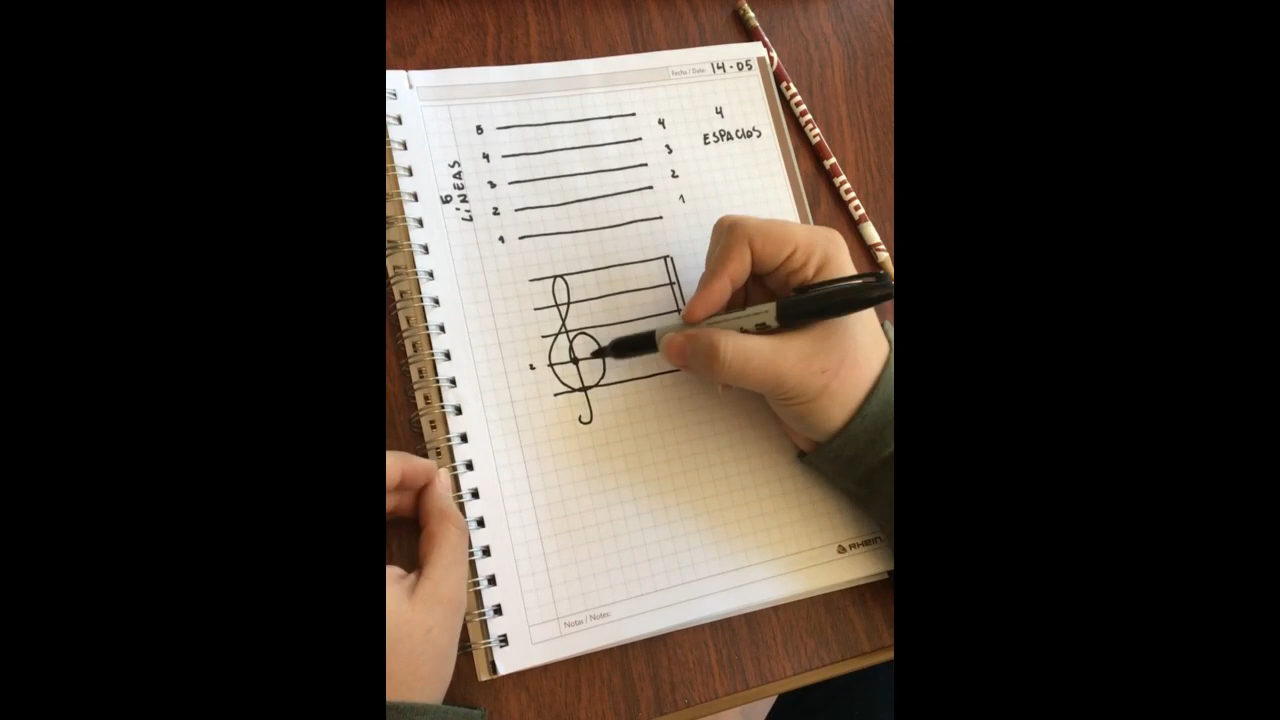 Fecha / Date: 14-05
5 LÍNEAS
5
4
3
2
1
4
3
2
1
4
ESPACIOS
2
RHEIN
Notas / Notes: